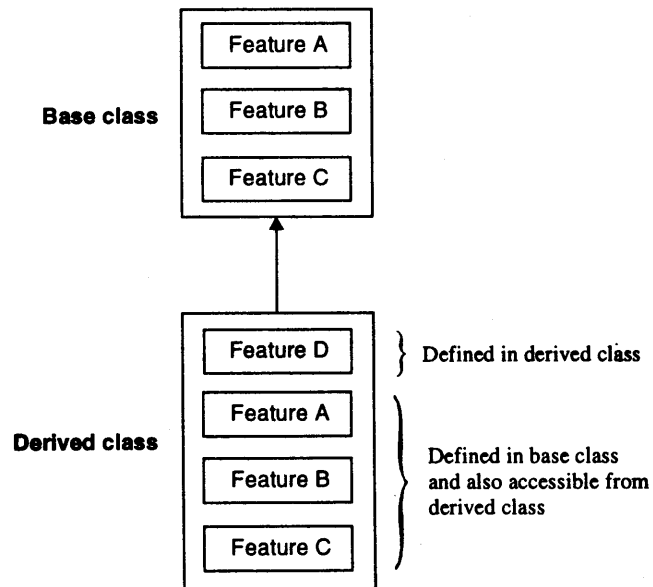 Feature A
Base class
Feature B
Feature C
Feature D
Defined in derived class
Feature A
Derived class
Feature B
Defined in base class
and also accessible from
derived class
Feature C